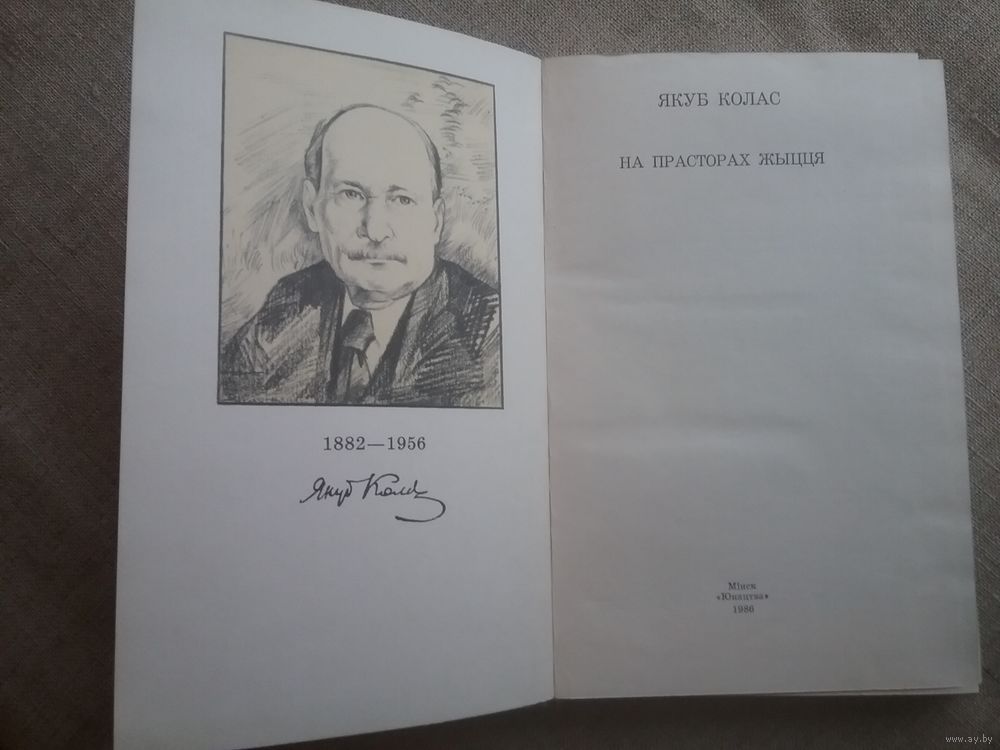 1882—1956
Якуб Колас
ЯКУБ КОЛАС
НА ПРАСТОРАХ ЖЫЦЦЯ
Мінск
«Юнацтва»
1986
www.ay.by